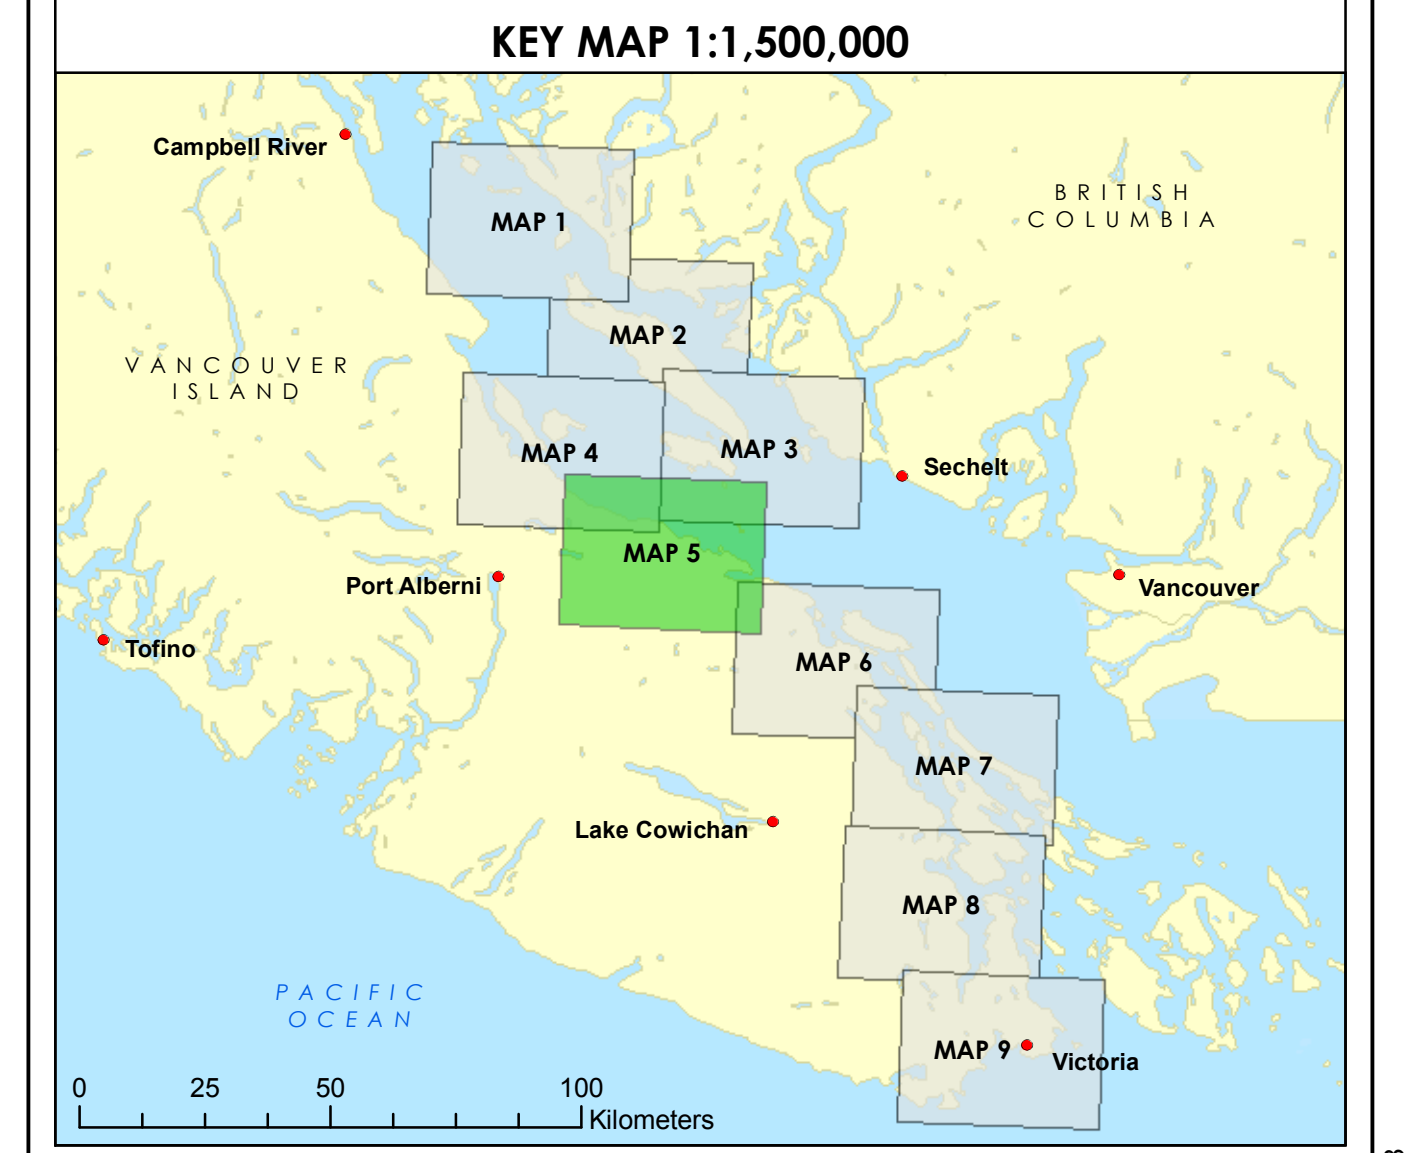 KEY MAP 1:1,500,000
Campbell River
BRITISH
COLUMBIA
MAP 1
MAP 2
VANCOUVER
ISLAND
MAP 4
MAP 3
Sechelt
MAP 5
Port Alberni
Vancouver
Tofino
MAP 6
MAP 7
Lake Cowichan
MAP 8
PACIFIC
OCEAN
MAP 9
Victoria
0 25 50 100
Kilometers